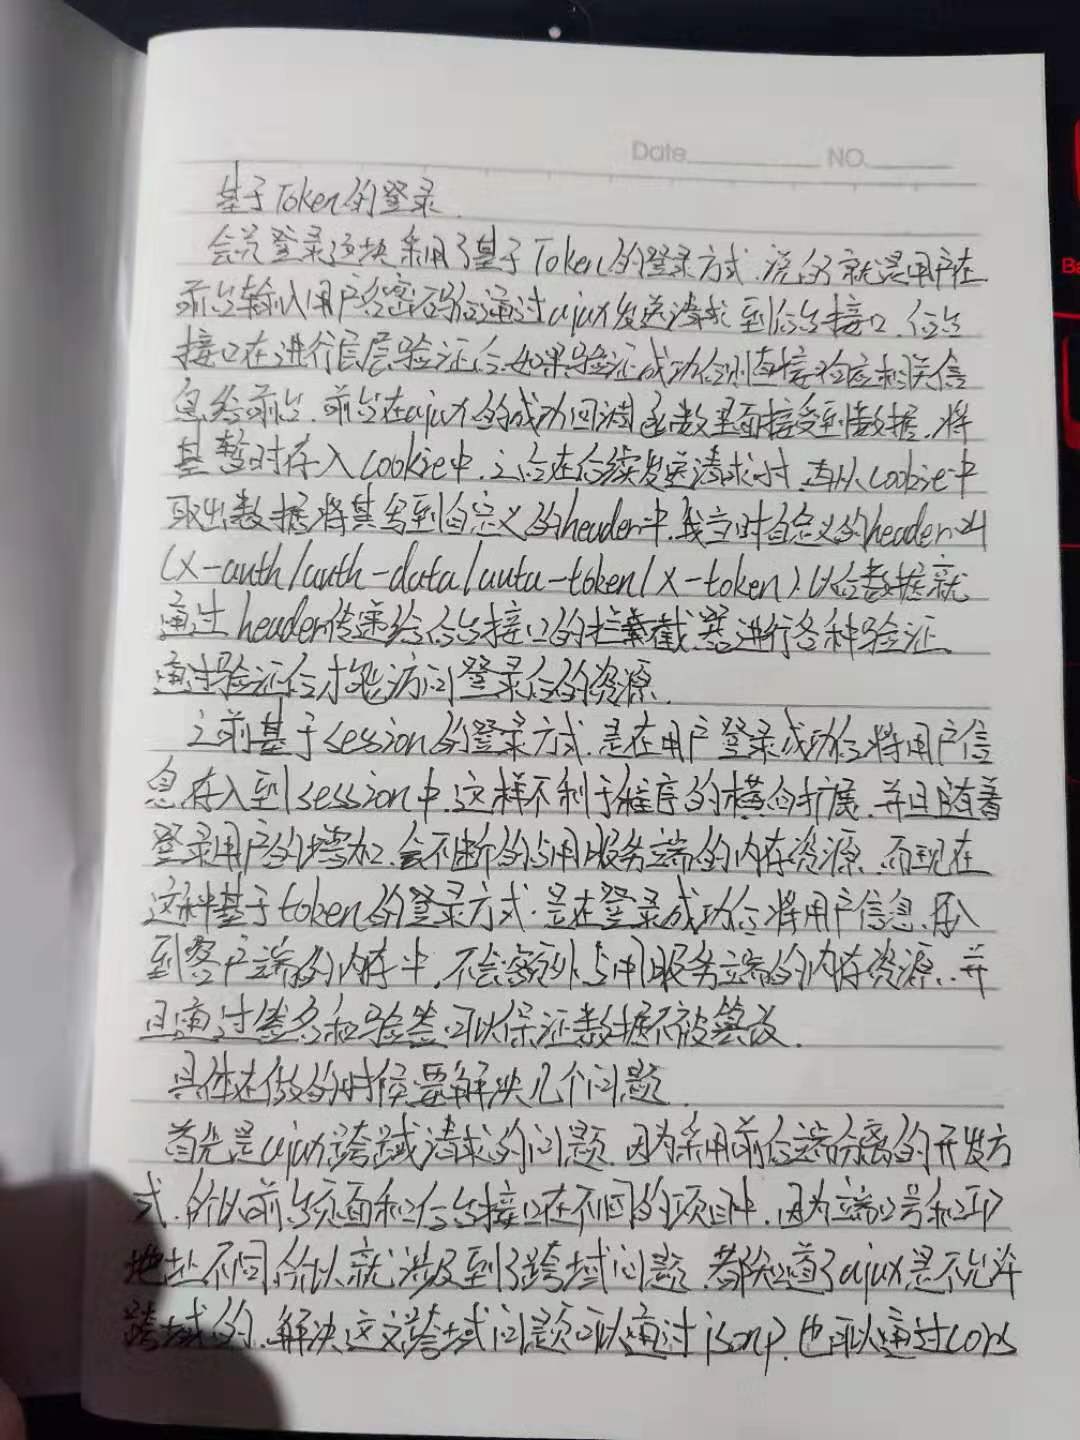 Date NO.
基于Token的登录.
会员登录这块采用了基于Token的登录方式.说的就是用户在
前台输入用户名密码后通过ajax发送请求到后台接口.后台
接口在进行层层验证后.如果验证成功后则直接响应相关信
息给前台.前台在ajax的成功回调函数里面接受到数据.将
其暂时存入cookie中.之后在后续发送请求时.再从cookie中
取出数据将其写到自定义的header中.我当时自定义的header叫
(x-auth/auth-data/auta-token/x-token).以后数据就
通过header传递给后台接口的拦截器进行各种验证.
通过验证后才能访问登录后的资源.
之前基于session的登录方式.是在用户登录成功后将用户信
息存入到session中.这样不利于程序的横向扩展.并且随着
登录用户的增加.会不断的占用服务端的内存资源.而现在
这种基于token的登录方式.是在登录成功后将用户信息存入
到客户端的内存中.不会额外占用服务端的内存资源.并
且通过签名和验签.可以保证数据不被篡改.
具体在做的时候要解决几个问题.
首先是ajax跨域请求的问题.因为采用前后端分离的开发方
式.所以前台页面和后台接口在不同的项目中.因为端口号和IP
地址不同所以就涉及到了跨域问题.都知道了ajax是不允许
跨域的.解决这 跨域问题可以通过jsonp.也可以通过cors